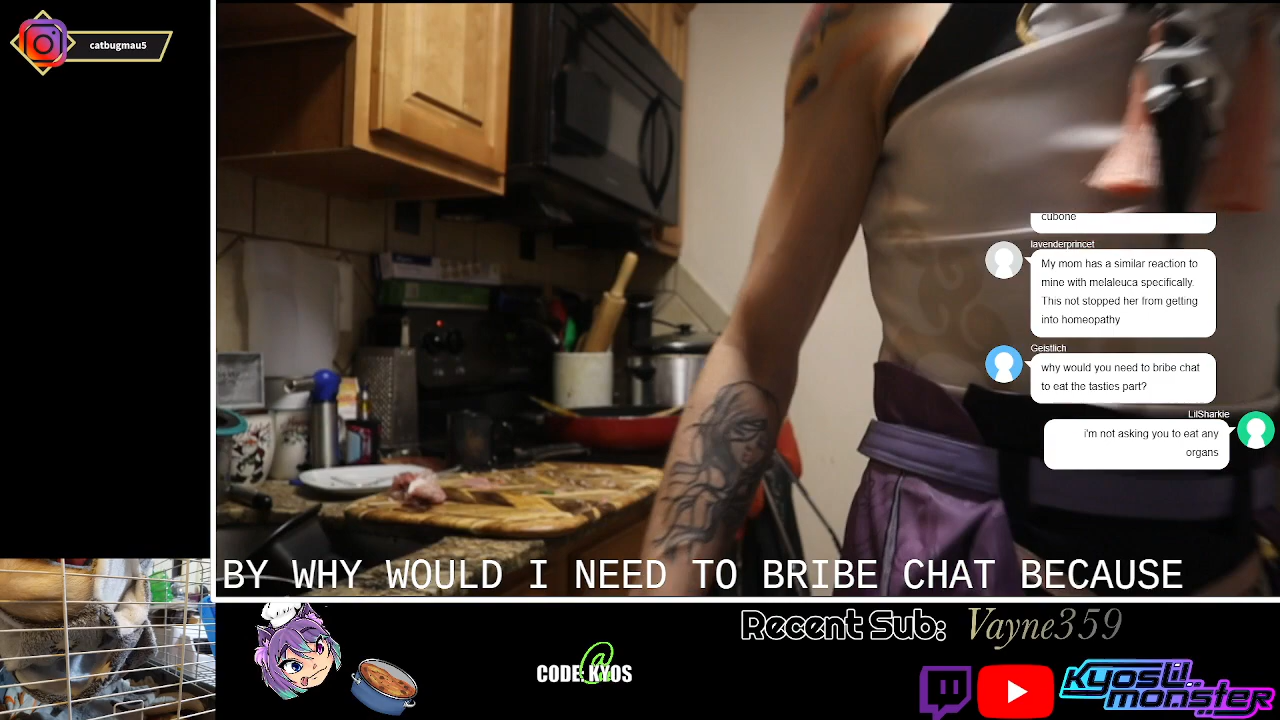 catbugmau5
cubone
lavenderprincet
My mom has a similar reaction to
mine with melaleuca specifically.
This not stopped her from getting
into homeopathy
Geistlich
why would you need to bribe chat
to eat the tasties part?
LilSharkie
i'm not asking you to eat any
organs
BY WHY WOULD I NEED TO BRIBE CHAT BECAUSE
Recent Sub: Vayne359
CODE: KYOS
@
kyoslilmonster